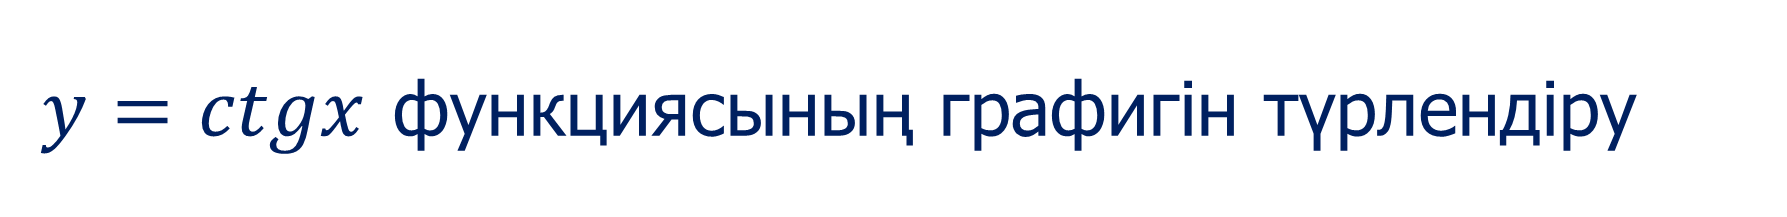 y = ctgx функциясының графигін түрлендіру